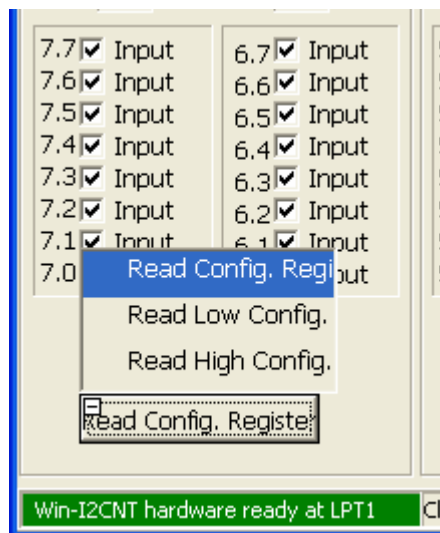 7.7 Input 6.7 Input
7.6 Input 6.6 Input
7.5 Input 6.5 Input
7.4 Input 6.4 Input
7.3 Input 6.3 Input
7.2 Input 6.2 Input
7.1 Input 6.1 Input
7.0
Read Config. Regi
Read Low Config.
Read High Config.
Read Config. Register
Win-I2CNT hardware ready at LPT1